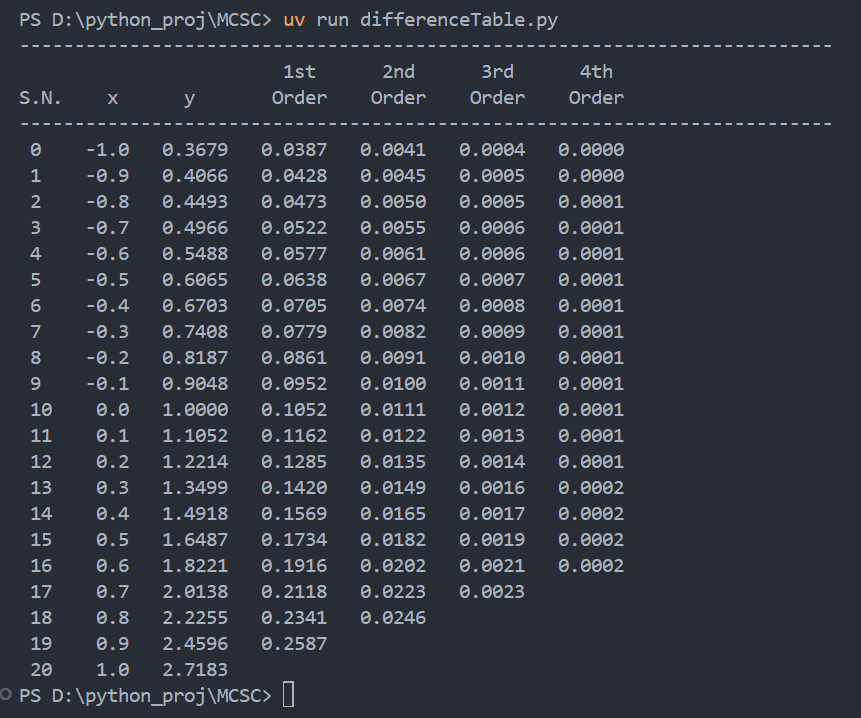 PS D:\python_proj\MCSC> uv run differenceTable.py
--------------------------------------------------------------------------
1st 2nd 3rd 4th
S.N. x y Order Order Order Order
--------------------------------------------------------------------------
0 -1.0 0.3679 0.0387 0.0041 0.0004 0.0000
1 -0.9 0.4066 0.0428 0.0045 0.0005 0.0000
2 -0.8 0.4493 0.0473 0.0050 0.0005 0.0001
3 -0.7 0.4966 0.0522 0.0055 0.0006 0.0001
4 -0.6 0.5488 0.0577 0.0061 0.0006 0.0001
5 -0.5 0.6065 0.0638 0.0067 0.0007 0.0001
6 -0.4 0.6703 0.0705 0.0074 0.0008 0.0001
7 -0.3 0.7408 0.0779 0.0082 0.0009 0.0001
8 -0.2 0.8187 0.0861 0.0091 0.0010 0.0001
9 -0.1 0.9048 0.0952 0.0100 0.0011 0.0001
10 0.0 1.0000 0.1052 0.0111 0.0012 0.0001
11 0.1 1.1052 0.1162 0.0122 0.0013 0.0001
12 0.2 1.2214 0.1285 0.0135 0.0014 0.0001
13 0.3 1.3499 0.1420 0.0149 0.0016 0.0002
14 0.4 1.4918 0.1569 0.0165 0.0017 0.0002
15 0.5 1.6487 0.1734 0.0182 0.0019 0.0002
16 0.6 1.8221 0.1916 0.0202 0.0021 0.0002
17 0.7 2.0138 0.2118 0.0223 0.0023
18 0.8 2.2255 0.2341 0.0246
19 0.9 2.4596 0.2587
20 1.0 2.7183
PS D:\python_proj\MCSC>